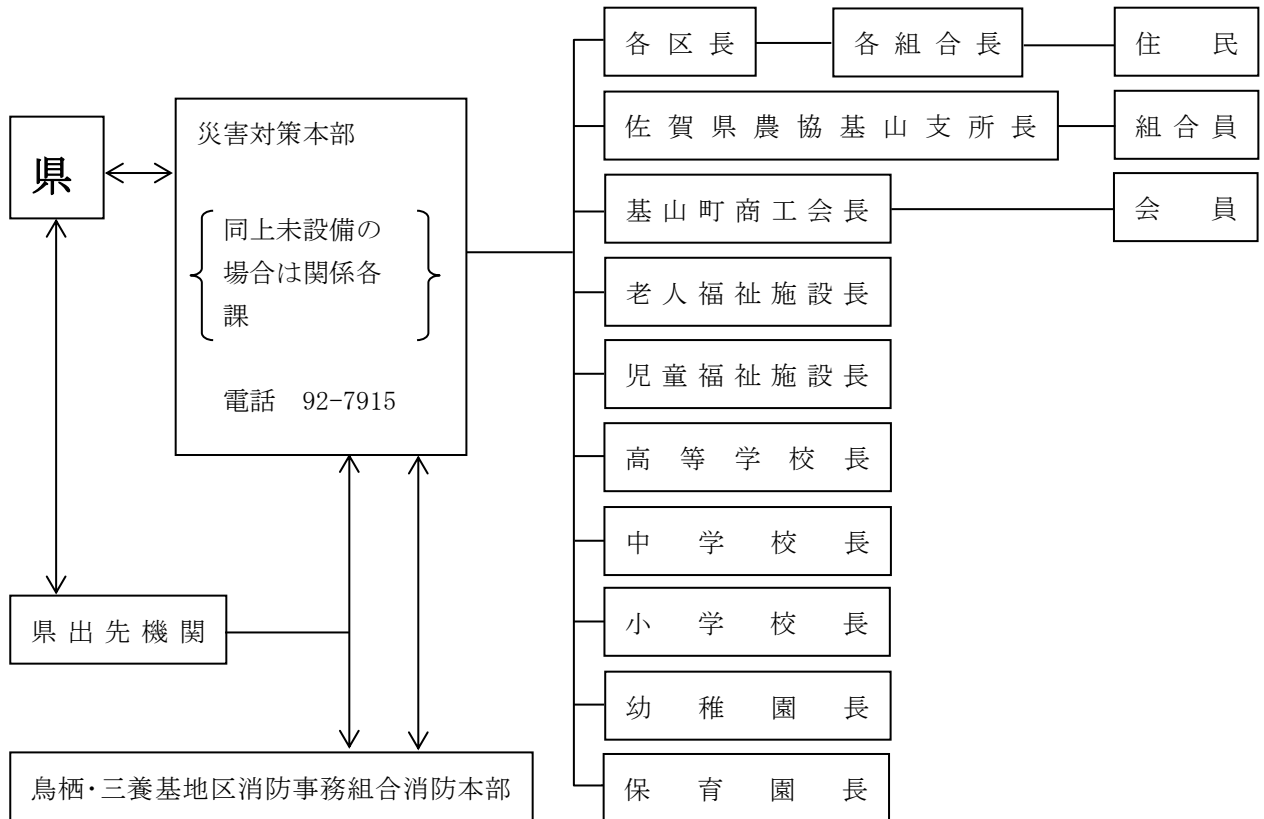 県
災害対策本部
同上未設備の
場合は関係各
課
電話　92-7915
県出先機関
鳥栖・三養基地区消防事務組合消防本部
各区長
各組合長
住民
佐賀県農協基山支所長
組合員
基山町商工会長
会員
老人福祉施設長
児童福祉施設長
高等学校長
中学校長
小学校長
幼稚園長
保育園長